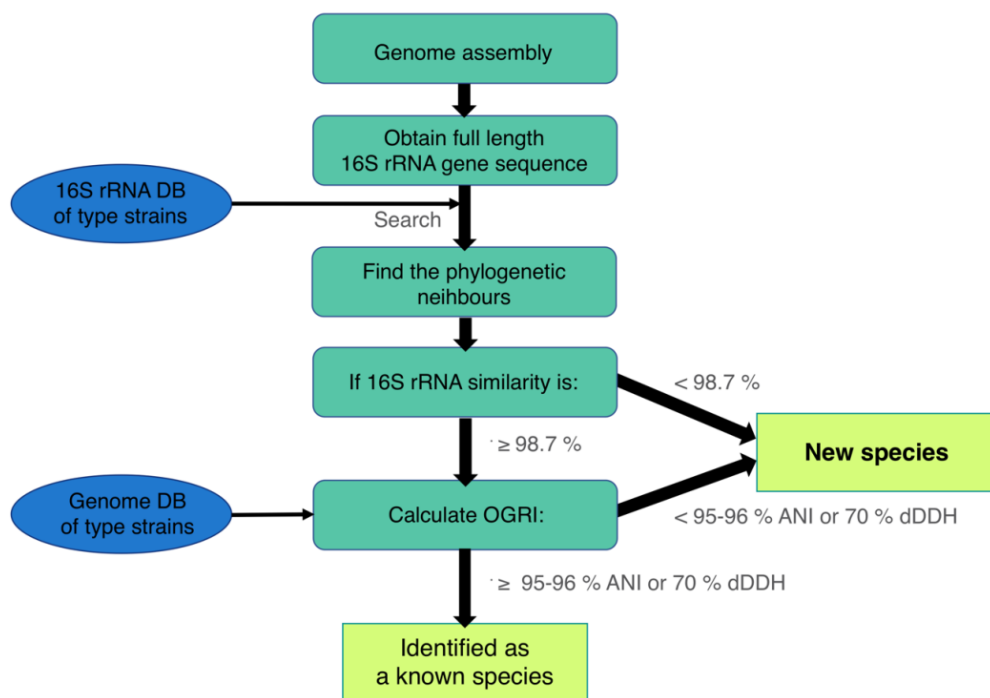 Genome assembly
Obtain full length
16S rRNA gene sequence
16S rRNA DB
of type strains
Search
Find the phylogenetic
neihbours
If 16S rRNA similarity is:
< 98.7 %
≥ 98.7 %
New species
Genome DB
of type strains
Calculate OGRI:
< 95-96 % ANI or 70 % dDDH
≥ 95-96 % ANI or 70 % dDDH
Identified as
a known species